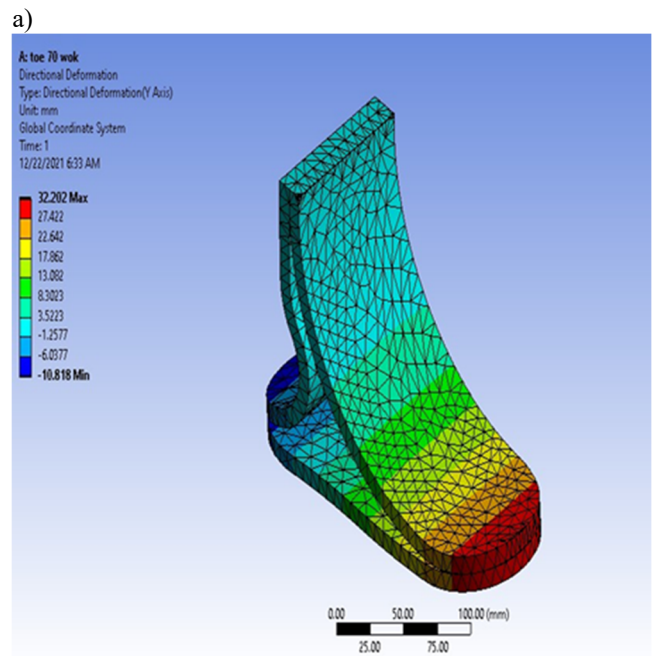 a)
A: toe 70 wok
Directional Deformation
Type: Directional Deformation(Y Axis)
Unit: mm
Global Coordinate System
Time: 1
12/22/2021 6:33 AM
32.202 Max
27.422
22.642
17.862
13.082
8.3023
3.5223
-1.2577
-6.0377
-10.818 Min
0.00 50.00 100.00 (mm)
25.00 75.00